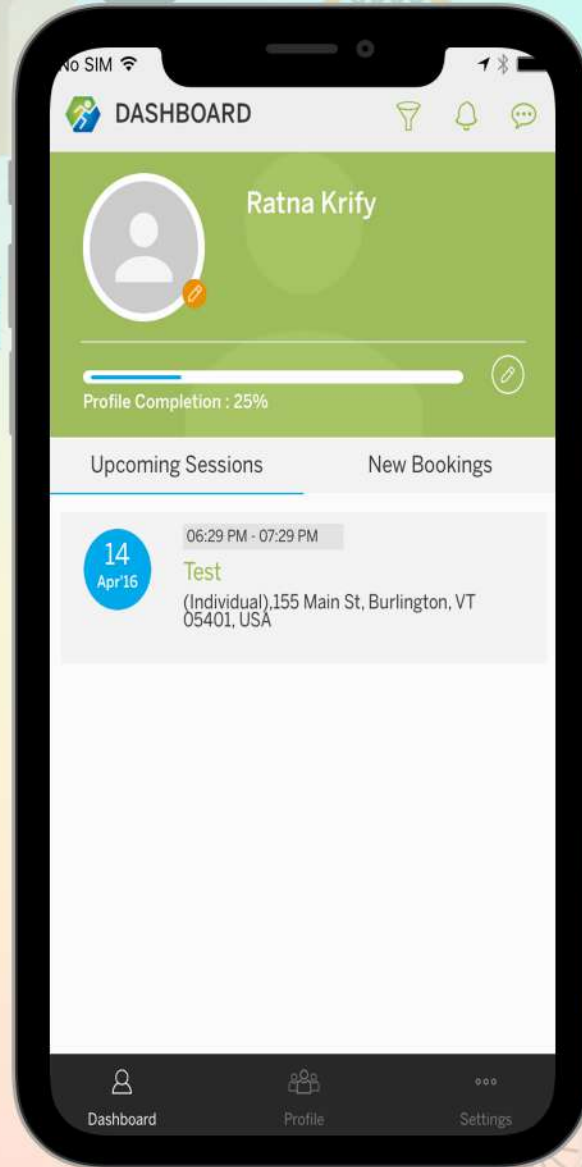 No SIM
DASHBOARD
Ratna Krify
Profile Completion : 25%
Upcoming Sessions
New Bookings
14
Apr'16
06:29 PM - 07:29 PM
Test
(Individual),155 Main St, Burlington, VT
05401, USA
Dashboard
Profile
Settings